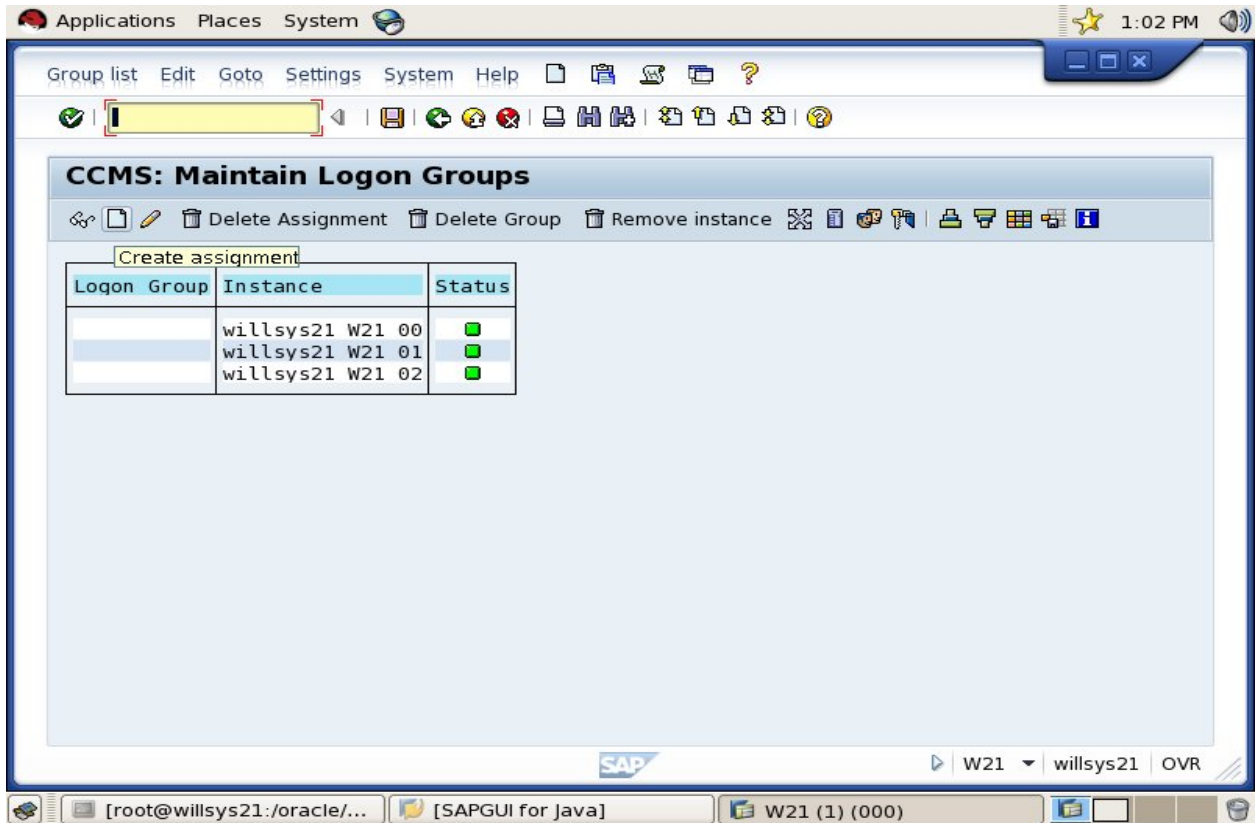 Applications Places System 1:02 PM
Group list Edit Goto Settings System Help
CCMS: Maintain Logon Groups
Delete Assignment Delete Group Remove instance
Create assignment
Logon Group Instance Status
willsys21 W21 00
willsys21 W21 01
willsys21 W21 02
SAP W21 willsys21 OVR
[root@willsys21:/oracle/... [SAPGUI for Java] W21 (1) (000)